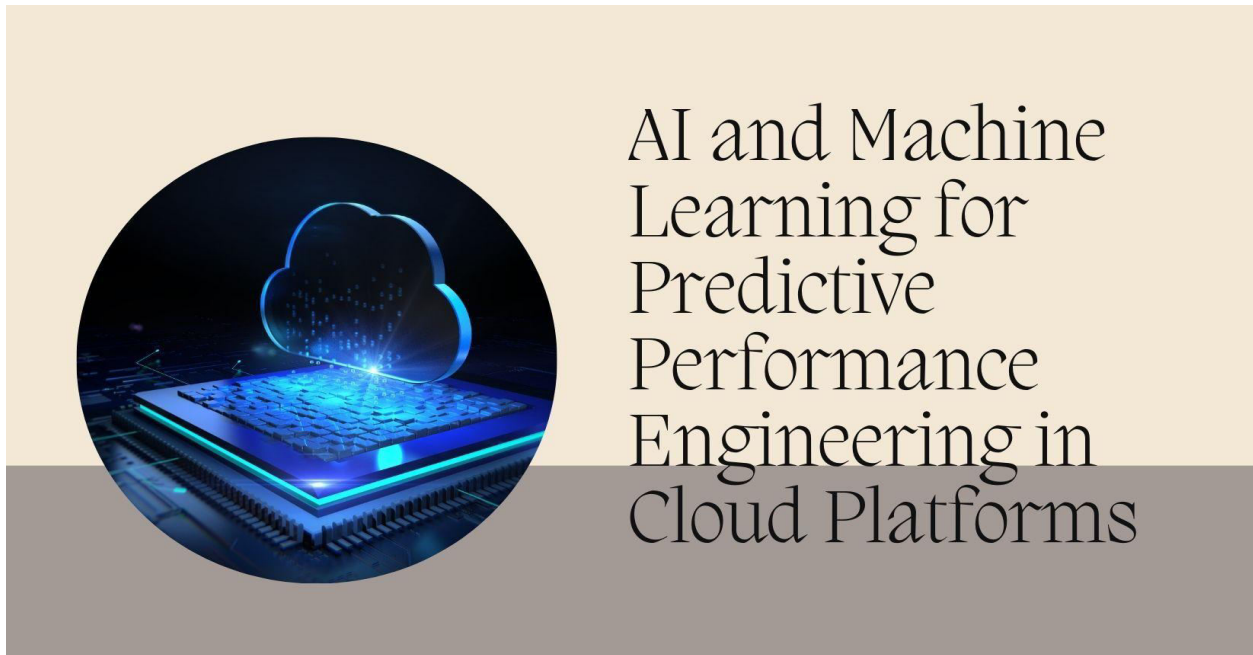 AI and Machine
Learning for
Predictive
Performance
Engineering in
Cloud Platforms